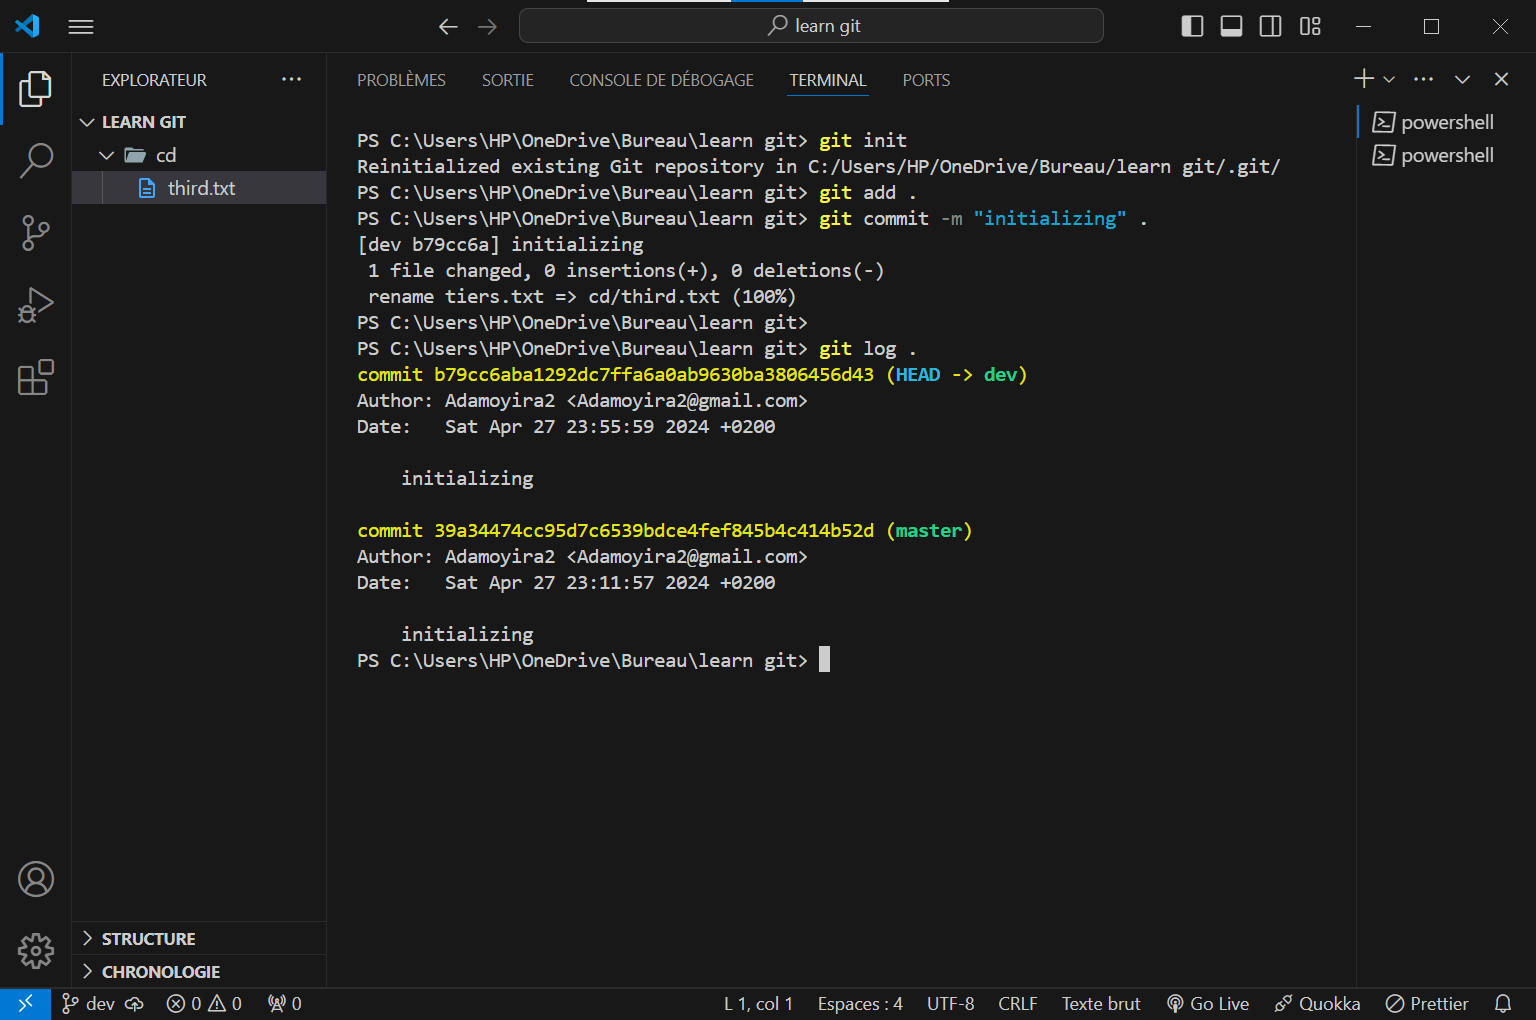 learn git
EXPLORATEUR
LEARN GIT
cd
third.txt
STRUCTURE
CHRONOLOGIE
PROBLÈMES SORTIE CONSOLE DE DÉBOGAGE TERMINAL PORTS
PS C:\Users\HP\OneDrive\Bureau\learn git> git init
Reinitialized existing Git repository in C:/Users/HP/OneDrive/Bureau/learn git/.git/
PS C:\Users\HP\OneDrive\Bureau\learn git> git add .
PS C:\Users\HP\OneDrive\Bureau\learn git> git commit -m "initializing" .
[dev b79cc6a] initializing
 1 file changed, 0 insertions(+), 0 deletions(-)
 rename tiers.txt => cd/third.txt (100%)
PS C:\Users\HP\OneDrive\Bureau\learn git>
PS C:\Users\HP\OneDrive\Bureau\learn git> git log .
commit b79cc6aba1292dc7ffa6a0ab9630ba3806456d43 (HEAD -> dev)
Author: Adamoyira2 <Adamoyira2@gmail.com>
Date:   Sat Apr 27 23:55:59 2024 +0200
    initializing
commit 39a34474cc95d7c6539bdce4fef845b4c414b52d (master)
Author: Adamoyira2 <Adamoyira2@gmail.com>
Date:   Sat Apr 27 23:11:57 2024 +0200
    initializing
PS C:\Users\HP\OneDrive\Bureau\learn git>
powershell
powershell
dev 0 0 0 L 1, col 1 Espaces : 4 UTF-8 CRLF Texte brut Go Live Quokka Prettier